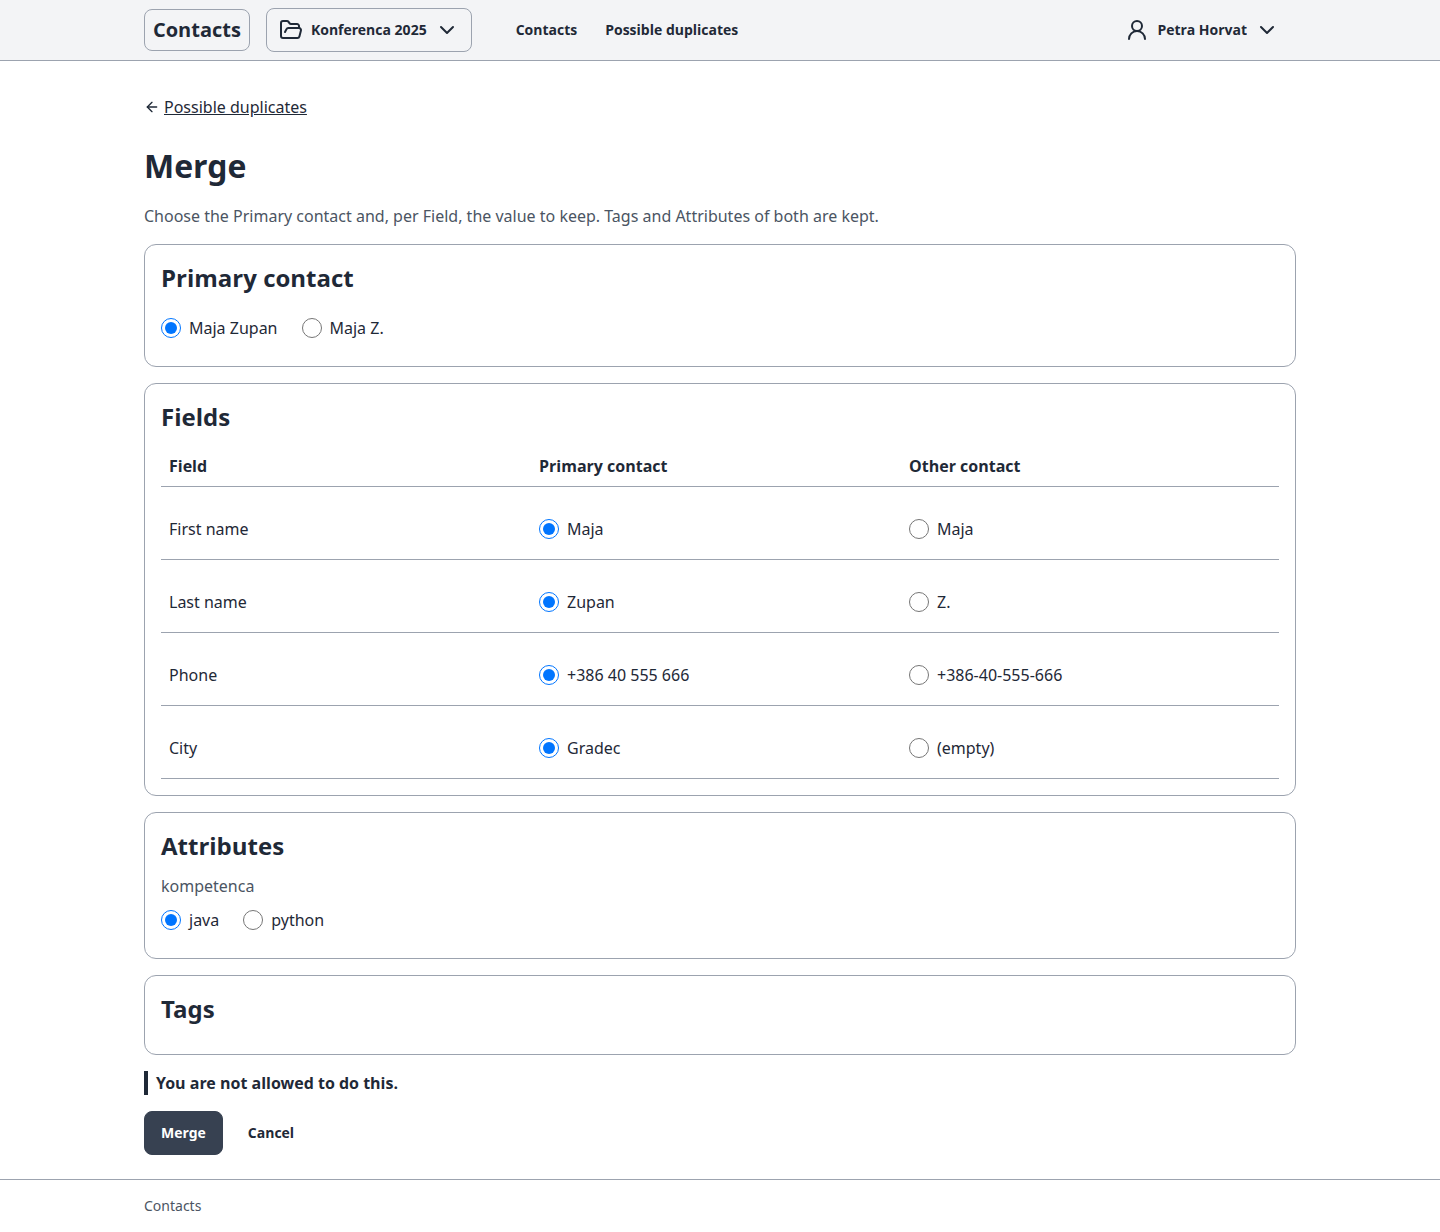 Contacts
Konferenca 2025
Contacts
Possible duplicates
Petra Horvat
Possible duplicates
Merge
Choose the Primary contact and, per Field, the value to keep. Tags and Attributes of both are kept.
Primary contact
Maja Zupan
Maja Z.
Fields
Field Primary contact Other contact
First name Maja Maja
Last name Zupan Z.
Phone +386 40 555 666 +386-40-555-666
City Gradec (empty)
Attributes
kompetenca
java python
Tags
You are not allowed to do this.
Merge Cancel
Contacts